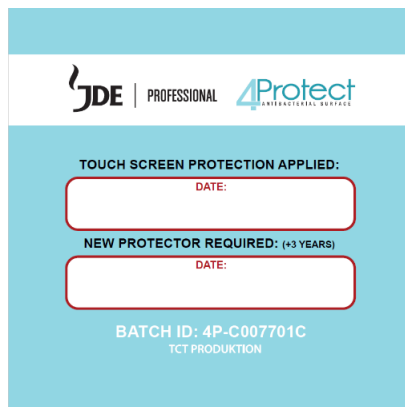 JDE | PROFESSIONAL 4Protect
ANTIBACTERIAL SURFACE
TOUCH SCREEN PROTECTION APPLIED:
DATE:
NEW PROTECTOR REQUIRED: (+3 YEARS)
DATE:
BATCH ID: 4P-C007701C
TCT PRODUKTION